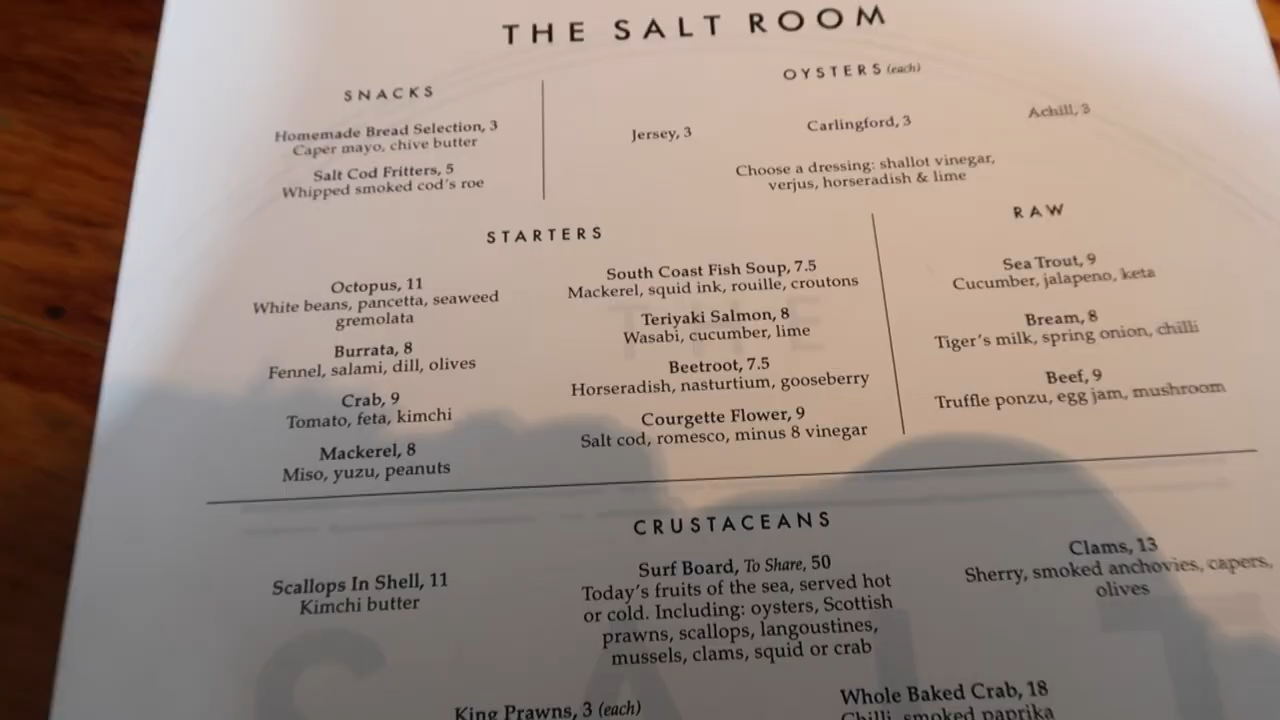 THE SALT ROOM
SNACKS
Homemade Bread Selection, 3
Caper mayo, chive butter
Salt Cod Fritters, 5
Whipped smoked cod's roe
OYSTERS (each)
Jersey, 3
Carlingford, 3
Achill, 3
Choose a dressing: shallot vinegar,
verjus, horseradish & lime
STARTERS
Octopus, 11
White beans, pancetta, seaweed
gremolata
Burrata, 8
Fennel, salami, dill, olives
Crab, 9
Tomato, feta, kimchi
Mackerel, 8
Miso, yuzu, peanuts
South Coast Fish Soup, 7.5
Mackerel, squid ink, rouille, croutons
Teriyaki Salmon, 8
Wasabi, cucumber, lime
Beetroot, 7.5
Horseradish, nasturtium, gooseberry
Courgette Flower, 9
Salt cod, romesco, minus 8 vinegar
RAW
Sea Trout, 9
Cucumber, jalapeno, keta
Bream, 8
Tiger's milk, spring onion, chilli
Beef, 9
Truffle ponzu, egg jam, mushroom
CRUSTACEANS
Scallops In Shell, 11
Kimchi butter
Surf Board, To Share, 50
Today's fruits of the sea, served hot
or cold. Including: oysters, Scottish
prawns, scallops, langoustines,
mussels, clams, squid or crab
Clams, 13
Sherry, smoked anchovies, capers,
olives
King Prawns, 3 (each)
Whole Baked Crab, 18
Chilli, smoked paprika